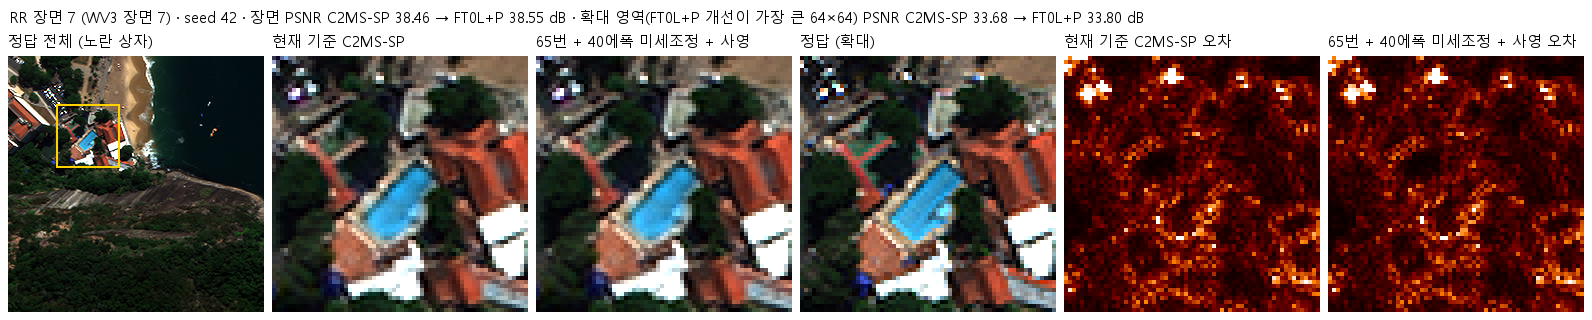 RR 장면 7 (WV3 장면 7) · seed 42 · 장면 PSNR C2MS-SP 38.46 → FT0L+P 38.55 dB · 확대 영역(FT0L+P 개선이 가장 큰 64×64) PSNR C2MS-SP 33.68 → FT0L+P 33.80 dB
정답 전체 (노란 상자)
현재 기준 C2MS-SP
65번 + 40에폭 미세조정 + 사영
정답 (확대)
현재 기준 C2MS-SP 오차
65번 + 40에폭 미세조정 + 사영 오차